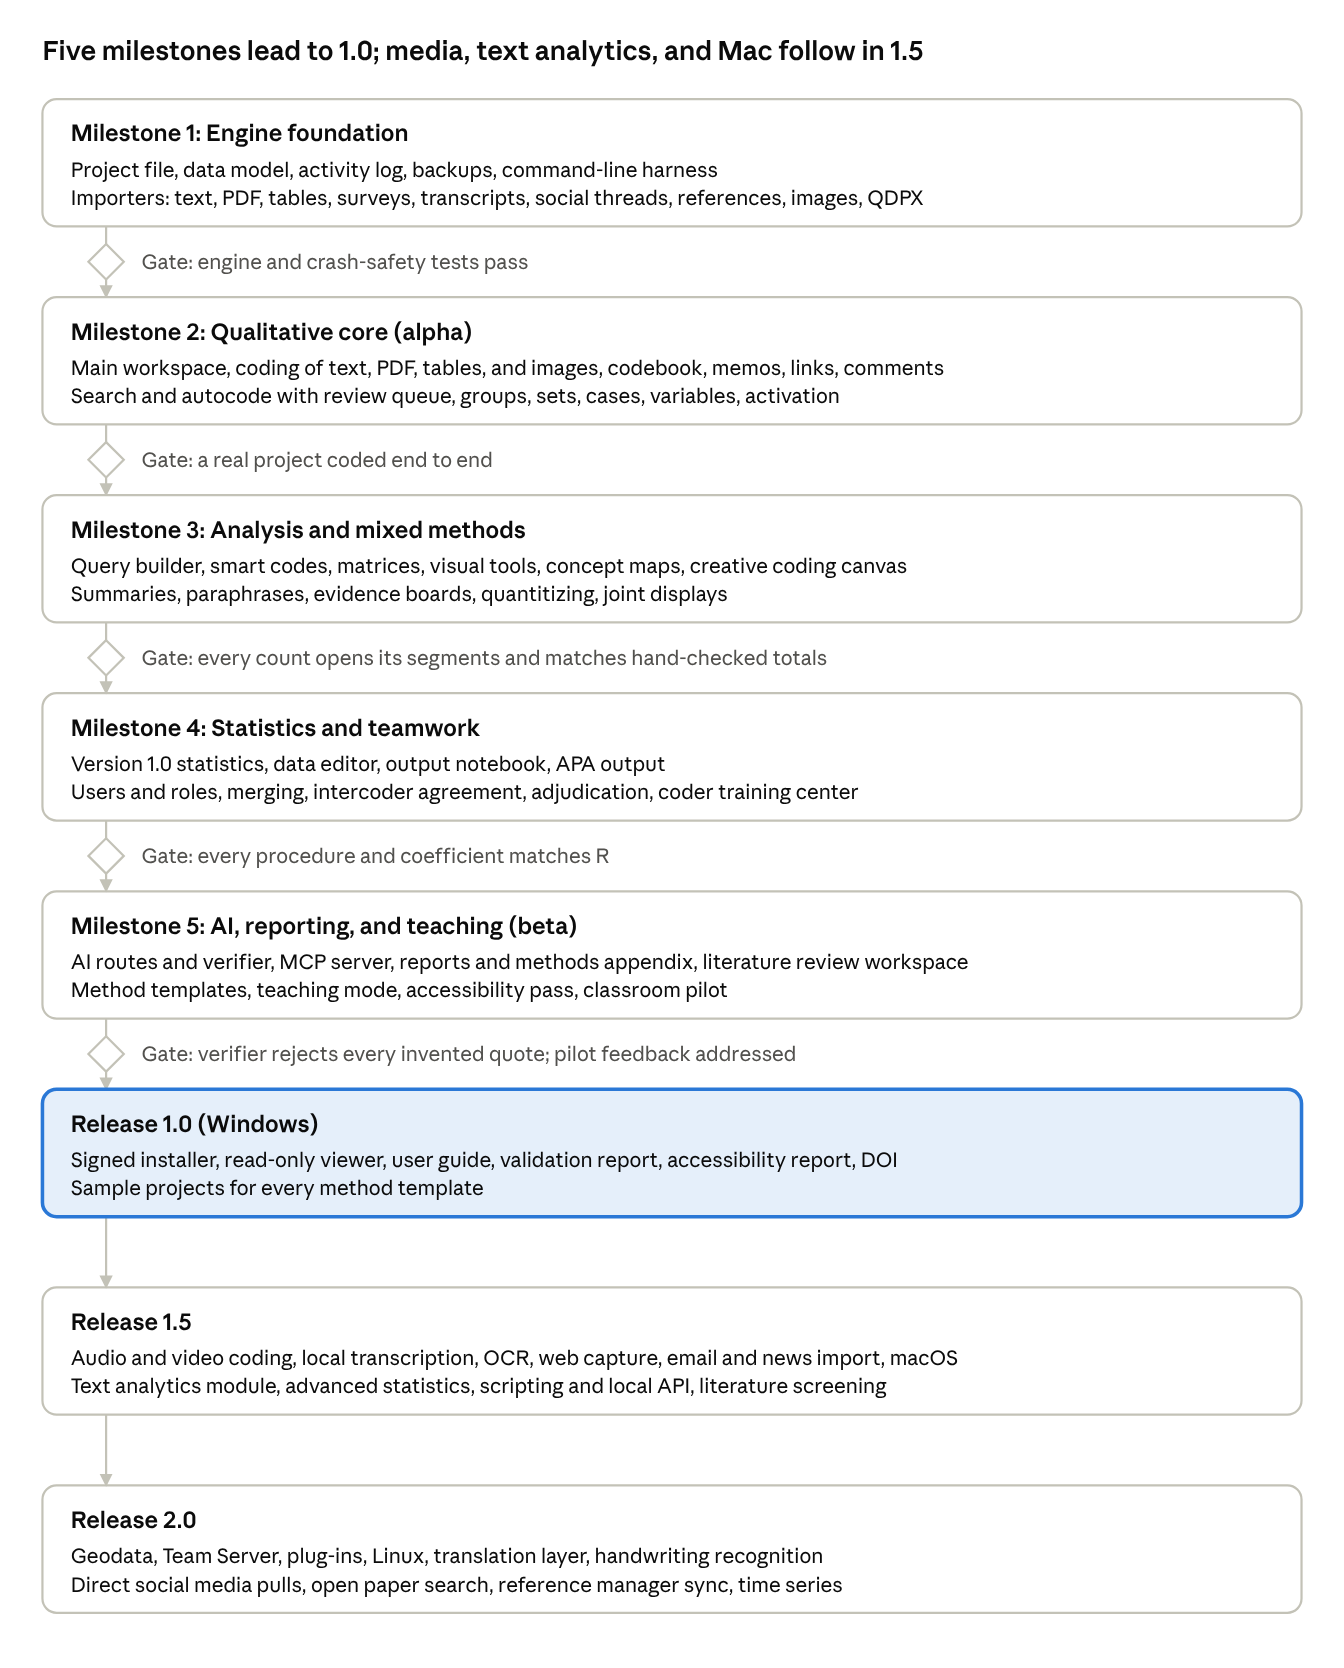 Five milestones lead to 1.0; media, text analytics, and Mac follow in 1.5
Milestone 1: Engine foundation
Project file, data model, activity log, backups, command-line harness
Importers: text, PDF, tables, surveys, transcripts, social threads, references, images, QDPX
Gate: engine and crash-safety tests pass
Milestone 2: Qualitative core (alpha)
Main workspace, coding of text, PDF, tables, and images, codebook, memos, links, comments
Search and autocode with review queue, groups, sets, cases, variables, activation
Gate: a real project coded end to end
Milestone 3: Analysis and mixed methods
Query builder, smart codes, matrices, visual tools, concept maps, creative coding canvas
Summaries, paraphrases, evidence boards, quantitizing, joint displays
Gate: every count opens its segments and matches hand-checked totals
Milestone 4: Statistics and teamwork
Version 1.0 statistics, data editor, output notebook, APA output
Users and roles, merging, intercoder agreement, adjudication, coder training center
Gate: every procedure and coefficient matches R
Milestone 5: AI, reporting, and teaching (beta)
AI routes and verifier, MCP server, reports and methods appendix, literature review workspace
Method templates, teaching mode, accessibility pass, classroom pilot
Gate: verifier rejects every invented quote; pilot feedback addressed
Release 1.0 (Windows)
Signed installer, read-only viewer, user guide, validation report, accessibility report, DOI
Sample projects for every method template
Release 1.5
Audio and video coding, local transcription, OCR, web capture, email and news import, macOS
Text analytics module, advanced statistics, scripting and local API, literature screening
Release 2.0
Geodata, Team Server, plug-ins, Linux, translation layer, handwriting recognition
Direct social media pulls, open paper search, reference manager sync, time series